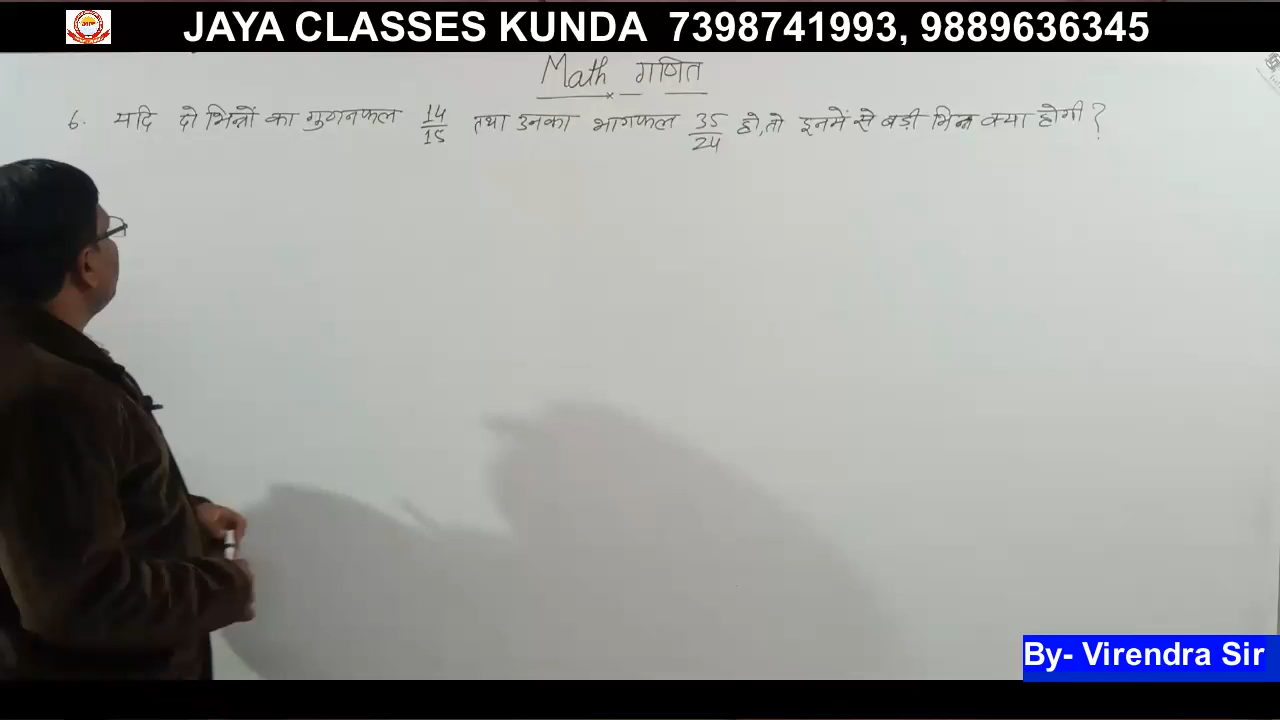 JAYA CLASSES KUNDA 7398741993, 9889636345
Math गणित
6. यदि दो भिन्नों का गुणनफल 14/15 तथा उनका भागफल 35/24 हो, तो इनमें से बड़ी भिन्न क्या होगी?
By- Virendra Sir